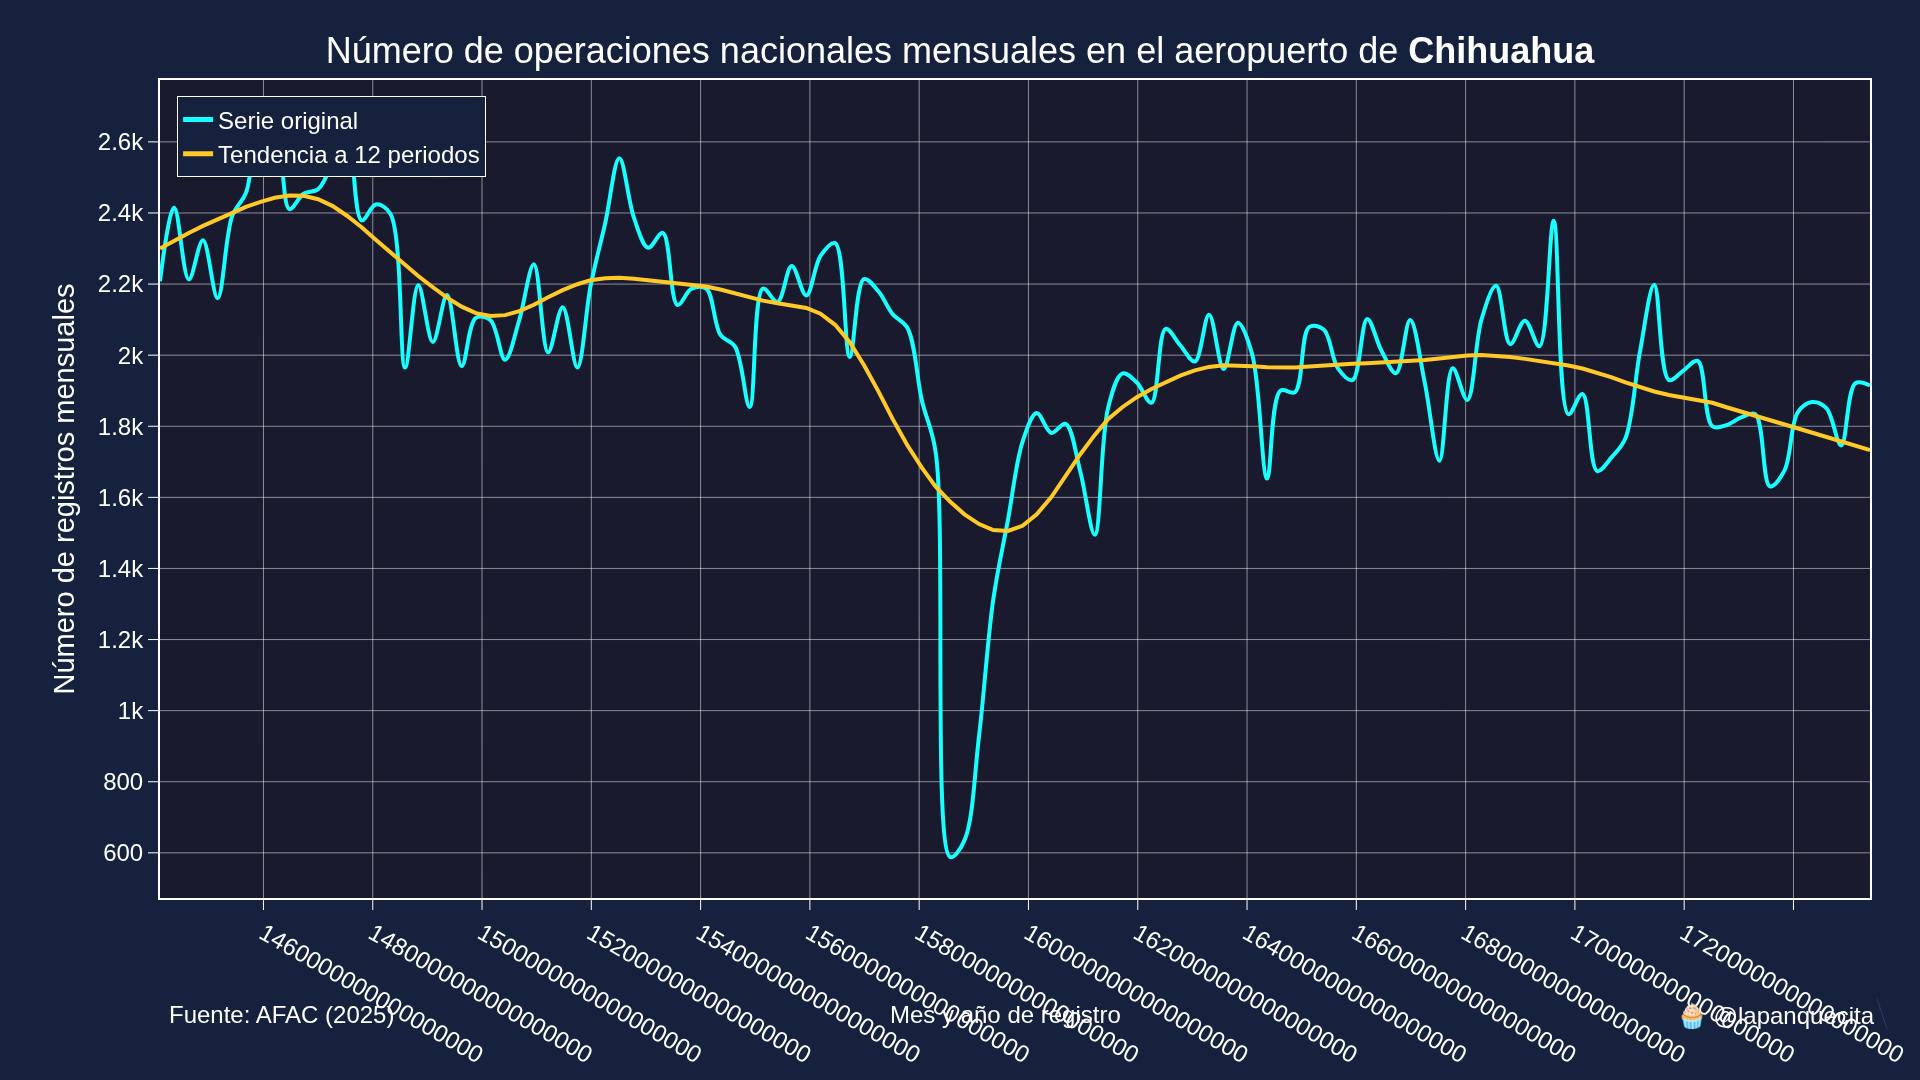 Número de operaciones nacionales mensuales en el aeropuerto de Chihuahua
Serie original
Tendencia a 12 periodos
2.6k
2.4k
2.2k
2k
1.8k
1.6k
1.4k
1.2k
1k
800
600
Número de registros mensuales
1460000000000000000
1480000000000000000
1500000000000000000
1520000000000000000
1540000000000000000
1560000000000000000
1580000000000000000
1600000000000000000
1620000000000000000
1640000000000000000
1660000000000000000
1680000000000000000
1700000000000000000
1720000000000000000
Fuente: AFAC (2025)
Mes y año de registro
🧁 @lapanquecita